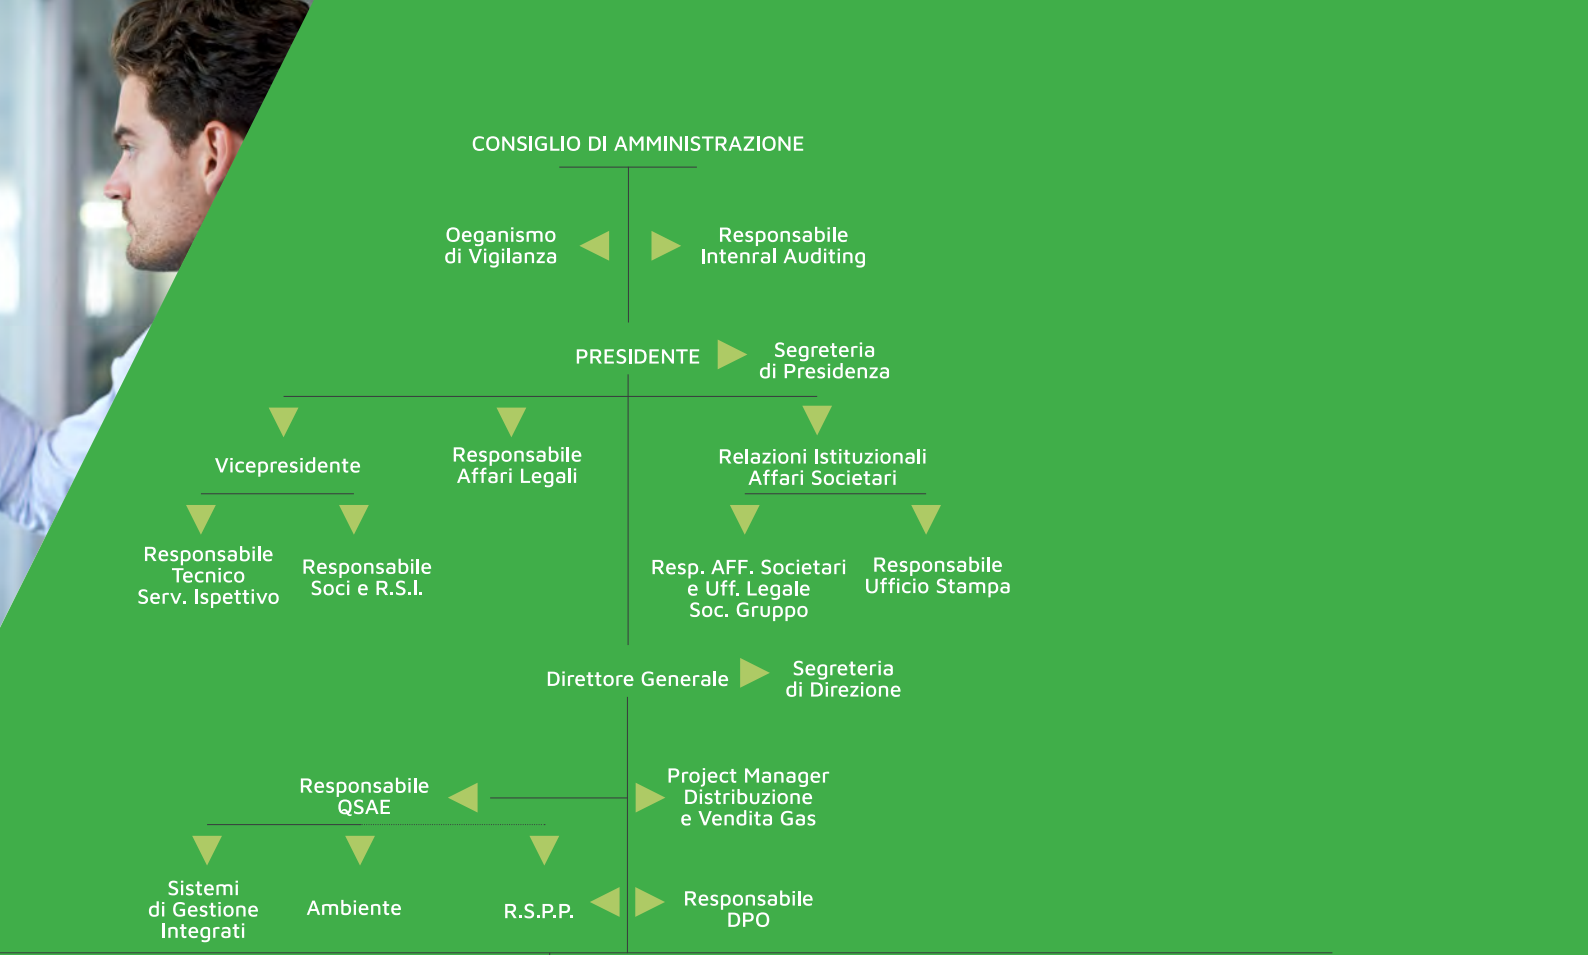 CONSIGLIO DI AMMINISTRAZIONE
Oeganismo
di Vigilanza
Responsabile
Intenral Auditing
PRESIDENTE
Segreteria
di Presidenza
Vicepresidente
Responsabile
Affari Legali
Relazioni Istituzionali
Affari Societari
Responsabile
Tecnico
Serv. Ispettivo
Responsabile
Soci e R.S.I.
Resp. AFF. Societari
e Uff. Legale
Soc. Gruppo
Responsabile
Ufficio Stampa
Direttore Generale
Segreteria
di Direzione
Responsabile
QSAE
Project Manager
Distribuzione
e Vendita Gas
Sistemi
di Gestione
Integrati
Ambiente
R.S.P.P.
Responsabile
DPO